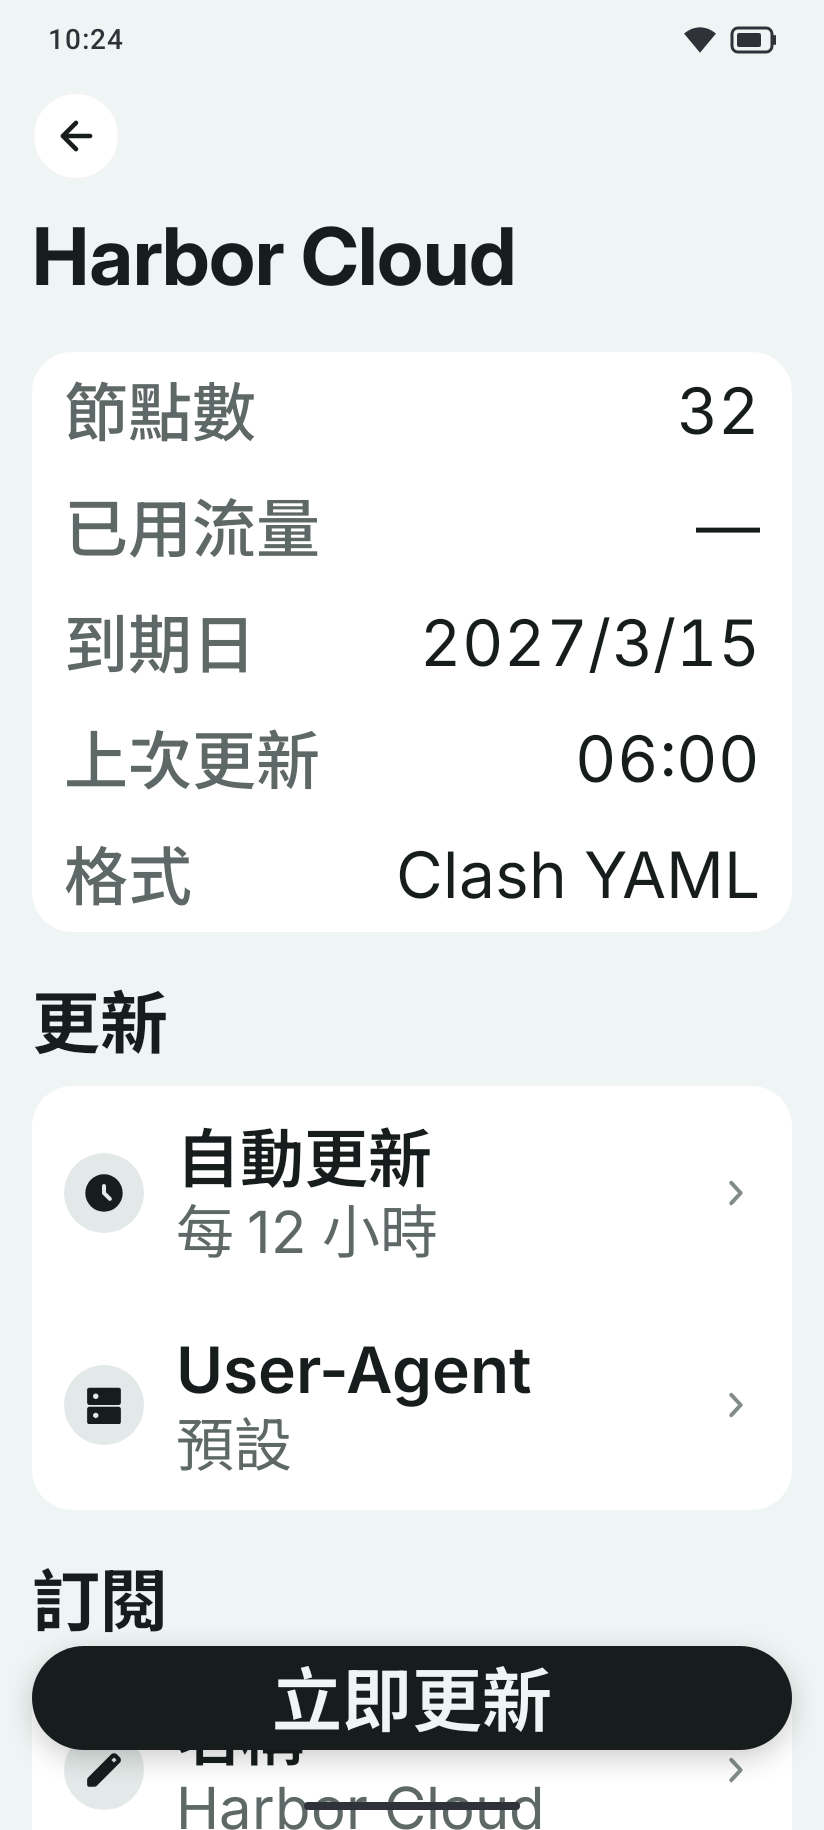 10:24
Harbor Cloud
節點數 32
已用流量 —
到期日 2027/3/15
上次更新 06:00
格式 Clash YAML
更新
自動更新
每 12 小時
User-Agent
預設
訂閱
立即更新
Harbor Cloud